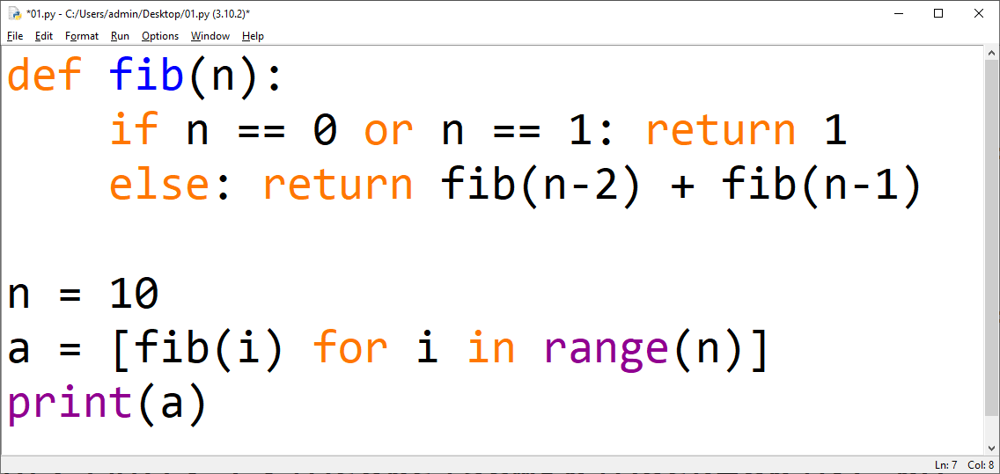 *01.py - C:/Users/admin/Desktop/01.py (3.10.2)*
File Edit Format Run Options Window Help
def fib(n):
    if n == 0 or n == 1: return 1
    else: return fib(n-2) + fib(n-1)

n = 10
a = [fib(i) for i in range(n)]
print(a)
Ln: 7 Col: 8